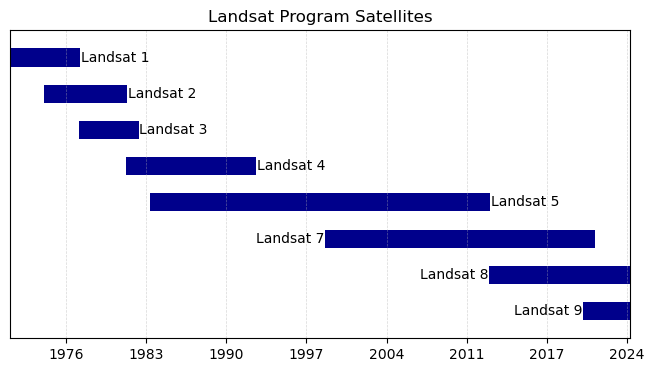 Landsat Program Satellites
Landsat 1
Landsat 2
Landsat 3
Landsat 4
Landsat 5
Landsat 7
Landsat 8
Landsat 9
1976 1983 1990 1997 2004 2011 2017 2024